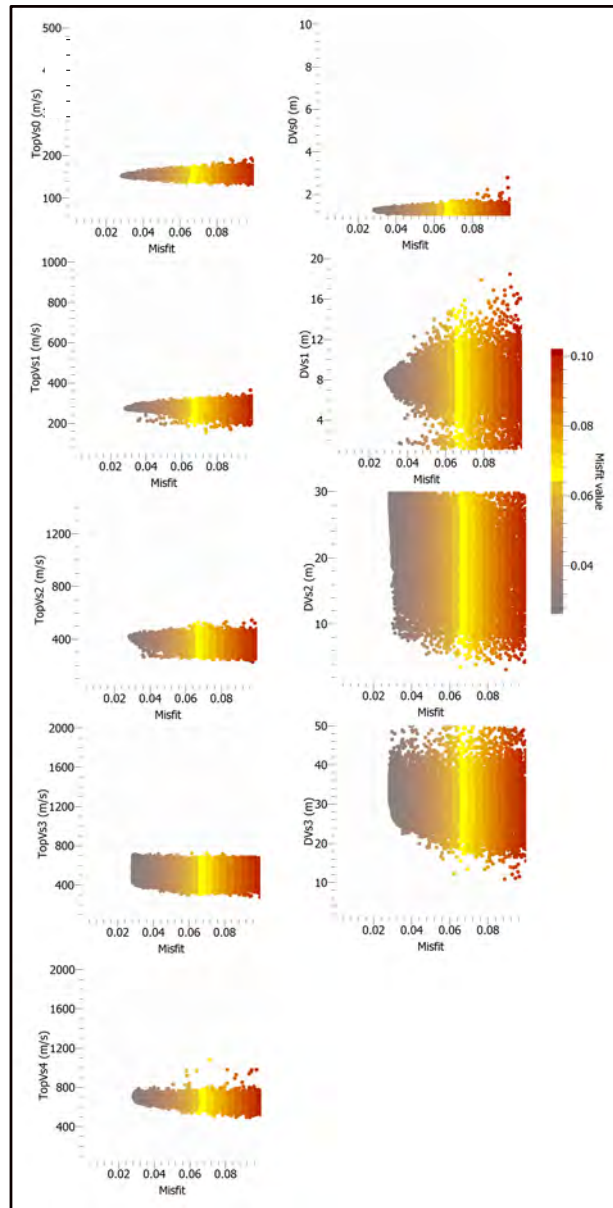 500
200
100
TopVs0 (m/s)
0.02 0.04 0.06 0.08
Misfit
10
8
6
4
2
DVs0 (m)
0.02 0.04 0.06 0.08
Misfit
1000
800
600
400
200
TopVs1 (m/s)
0.02 0.04 0.06 0.08
Misfit
20
16
12
8
4
DVs1 (m)
0.02 0.04 0.06 0.08
Misfit
0.10
0.08
0.06
0.04
Misfit value
1200
800
400
TopVs2 (m/s)
0.02 0.04 0.06 0.08
Misfit
30
20
10
DVs2 (m)
0.02 0.04 0.06 0.08
Misfit
2000
1600
1200
800
400
TopVs3 (m/s)
0.02 0.04 0.06 0.08
Misfit
50
40
30
20
10
DVs3 (m)
0.02 0.04 0.06 0.08
Misfit
2000
1600
1200
800
400
TopVs4 (m/s)
0.02 0.04 0.06 0.08
Misfit